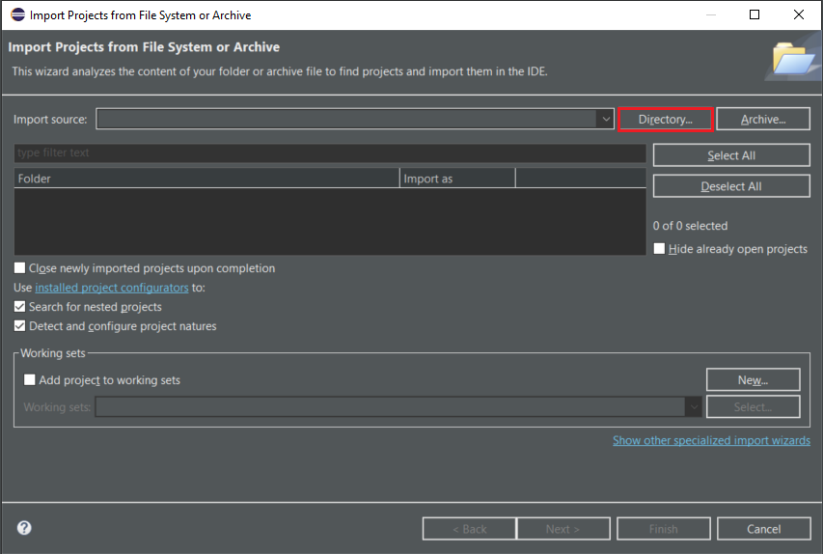 Import Projects from File System or Archive
Import Projects from File System or Archive
This wizard analyzes the content of your folder or archive file to find projects and import them in the IDE.
Import source: Directory... Archive...
type filter text
Select All
Folder Import as
Deselect All
0 of 0 selected
Hide already open projects
Close newly imported projects upon completion
Use installed project configurators to:
Search for nested projects
Detect and configure project natures
Working sets
Add project to working sets New...
Working sets: Select...
Show other specialized import wizards
? < Back Next > Finish Cancel